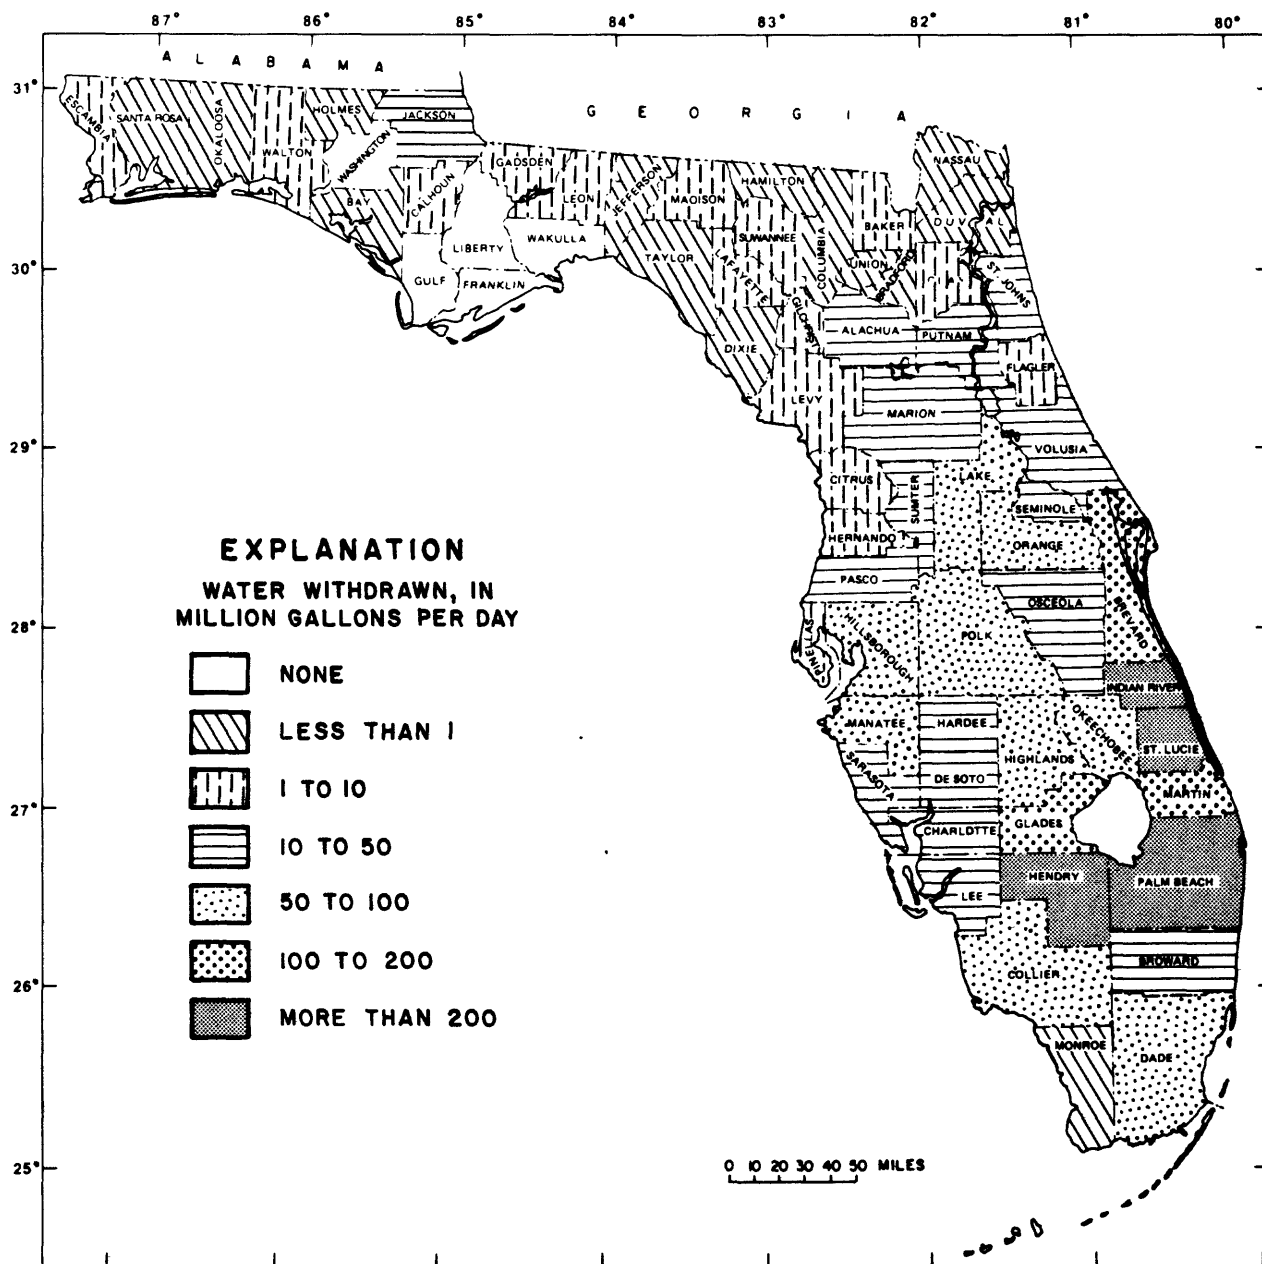 87° 86° 85° 84° 83° 82° 81° 80°
ALABAMA
31°
GEORGIA
ESCAMBIA
SANTA ROSA
OKALOOSA
WALTON
HOLMES
WASHINGTON
JACKSON
BAY
CALHOUN
GULF
LIBERTY
FRANKLIN
GADSDEN
LEON
WAKULLA
JEFFERSON
MADISON
TAYLOR
HAMILTON
SUWANNEE
LAFAYETTE
DIXIE
COLUMBIA
GILCHRIST
BAKER
UNION
BRADFORD
NASSAU
DUVAL
ST. JOHNS
30°
ALACHUA
PUTNAM
FLAGLER
LEVY
MARION
29°
VOLUSIA
CITRUS
SUMTER
LAKE
SEMINOLE
HERNANDO
ORANGE
PASCO
OSCEOLA
BREVARD
28°
PINELLAS
HILLSBOROUGH
POLK
INDIAN RIVER
MANATEE
HARDEE
OKEECHOBEE
ST. LUCIE
SARASOTA
DE SOTO
HIGHLANDS
MARTIN
27°
CHARLOTTE
GLADES
LEE
HENDRY
PALM BEACH
BROWARD
COLLIER
26°
MONROE
DADE
25°
EXPLANATION
WATER WITHDRAWN, IN
MILLION GALLONS PER DAY
NONE
LESS THAN 1
1 TO 10
10 TO 50
50 TO 100
100 TO 200
MORE THAN 200
0 10 20 30 40 50 MILES